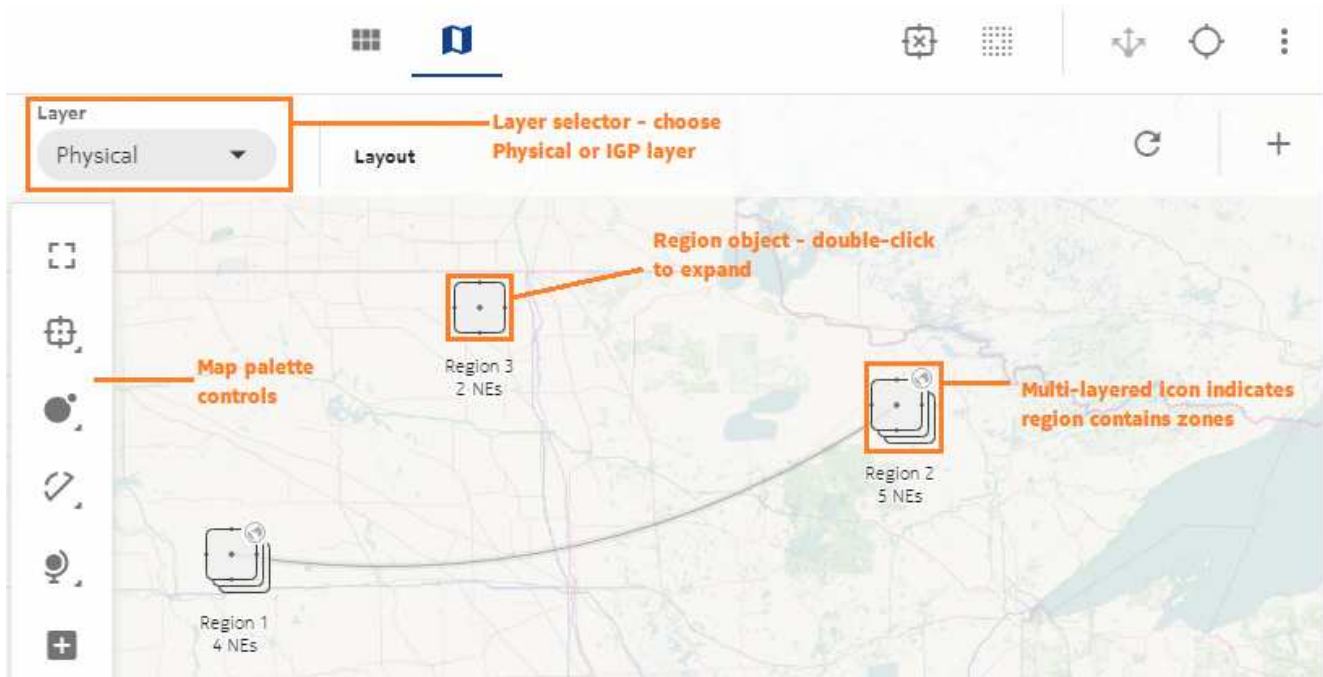 Layer
Physical
Layout
Layer selector - choose
Physical or IGP layer
Region object - double-click
to expand
Region 3
2 NEs
Map palette
controls
Multi-layered icon indicates
region contains zones
Region 2
5 NEs
Region 1
4 NEs